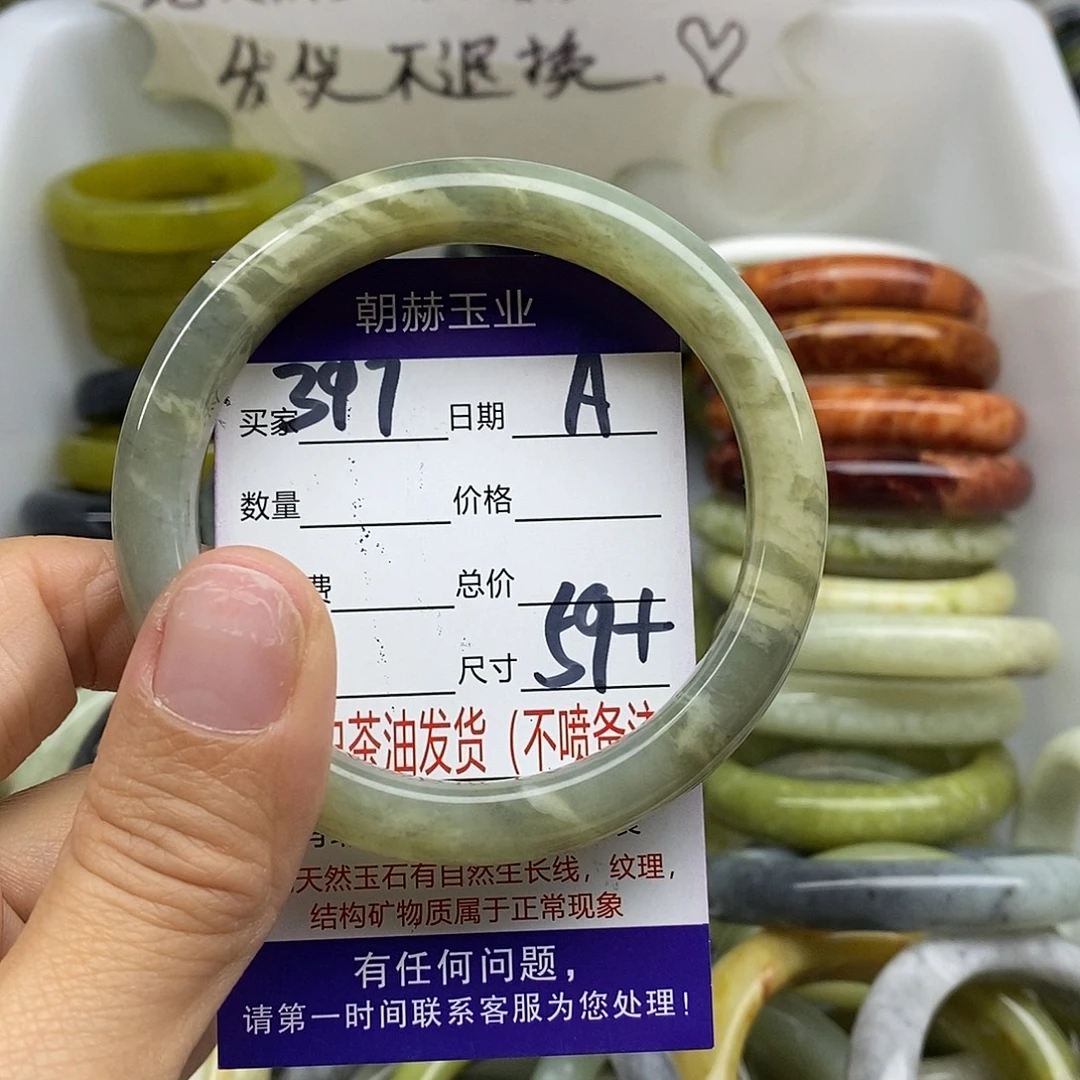 发货不退换
朝赫玉业
买家 397 日期 A
数量 价格
费 总价
尺寸 59+
茶油发货（不喷备注
天然玉石有自然生长线，纹理，
结构矿物质属于正常现象
有任何问题，
请第一时间联系客服为您处理！